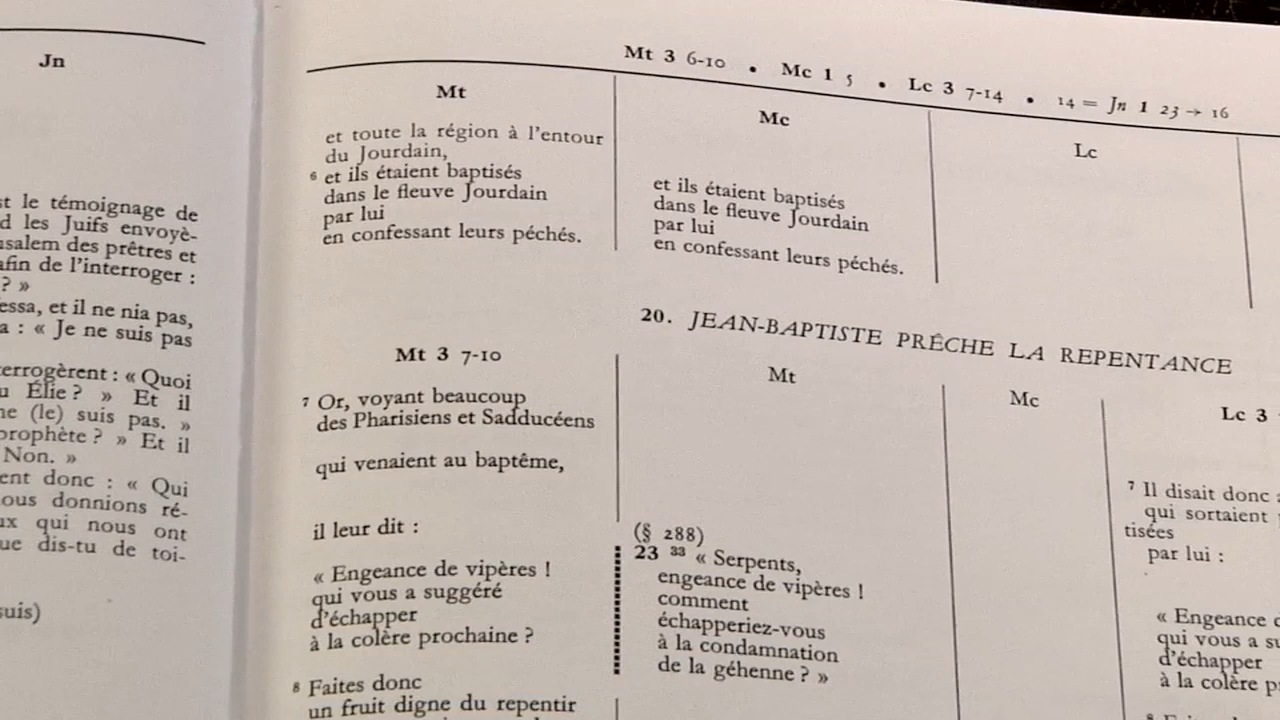 Jn
st le témoignage de
d les Juifs envoyè-
usalem des prêtres et
afin de l'interroger :
? »
essa, et il ne nia pas,
a : « Je ne suis pas
terrogèrent : « Quoi
u Élie ? » Et il
ne (le) suis pas. »
prophète ? » Et il
Non. »
ent donc : « Qui
ous donnions ré-
ux qui nous ont
ue dis-tu de toi-
suis)
Mt 3 6-10 • Mc 1 5 • Lc 3 7-14 • 14 = Jn 1 23 → 16
Mt
et toute la région à l'entour
du Jourdain,
6 et ils étaient baptisés
dans le fleuve Jourdain
par lui
en confessant leurs péchés.
Mc
et ils étaient baptisés
dans le fleuve Jourdain
par lui
en confessant leurs péchés.
Lc
20. JEAN-BAPTISTE PRÊCHE LA REPENTANCE
Mt 3 7-10
7 Or, voyant beaucoup
des Pharisiens et Sadducéens
qui venaient au baptême,
il leur dit :
« Engeance de vipères !
qui vous a suggéré
d'échapper
à la colère prochaine ?
8 Faites donc
un fruit digne du repentir
Mt
(§ 288)
23 33 « Serpents,
engeance de vipères !
comment
échapperiez-vous
à la condamnation
de la géhenne ? »
Mc
Lc 3
7 Il disait donc
qui sortaient
tisées
par lui :
« Engeance
qui vous a su
d'échapper
à la colère p